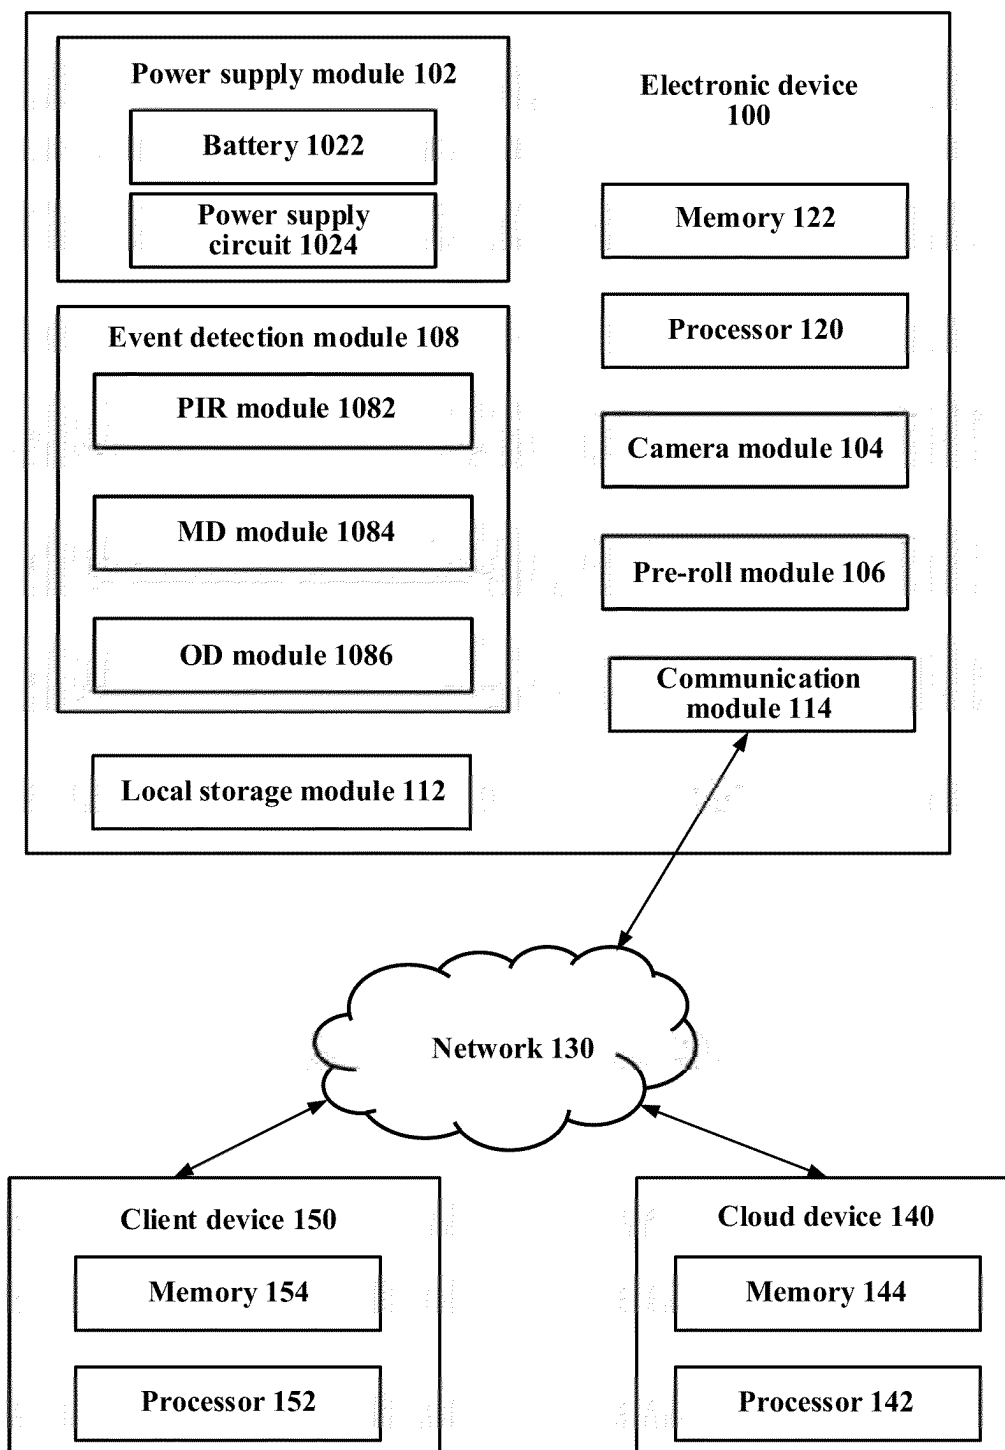 Power supply module 102
Battery 1022
Power supply
circuit 1024
Event detection module 108
PIR module 1082
MD module 1084
OD module 1086
Local storage module 112
Electronic device
100
Memory 122
Processor 120
Camera module 104
Pre-roll module 106
Communication
module 114
Network 130
Client device 150
Memory 154
Processor 152
Cloud device 140
Memory 144
Processor 142